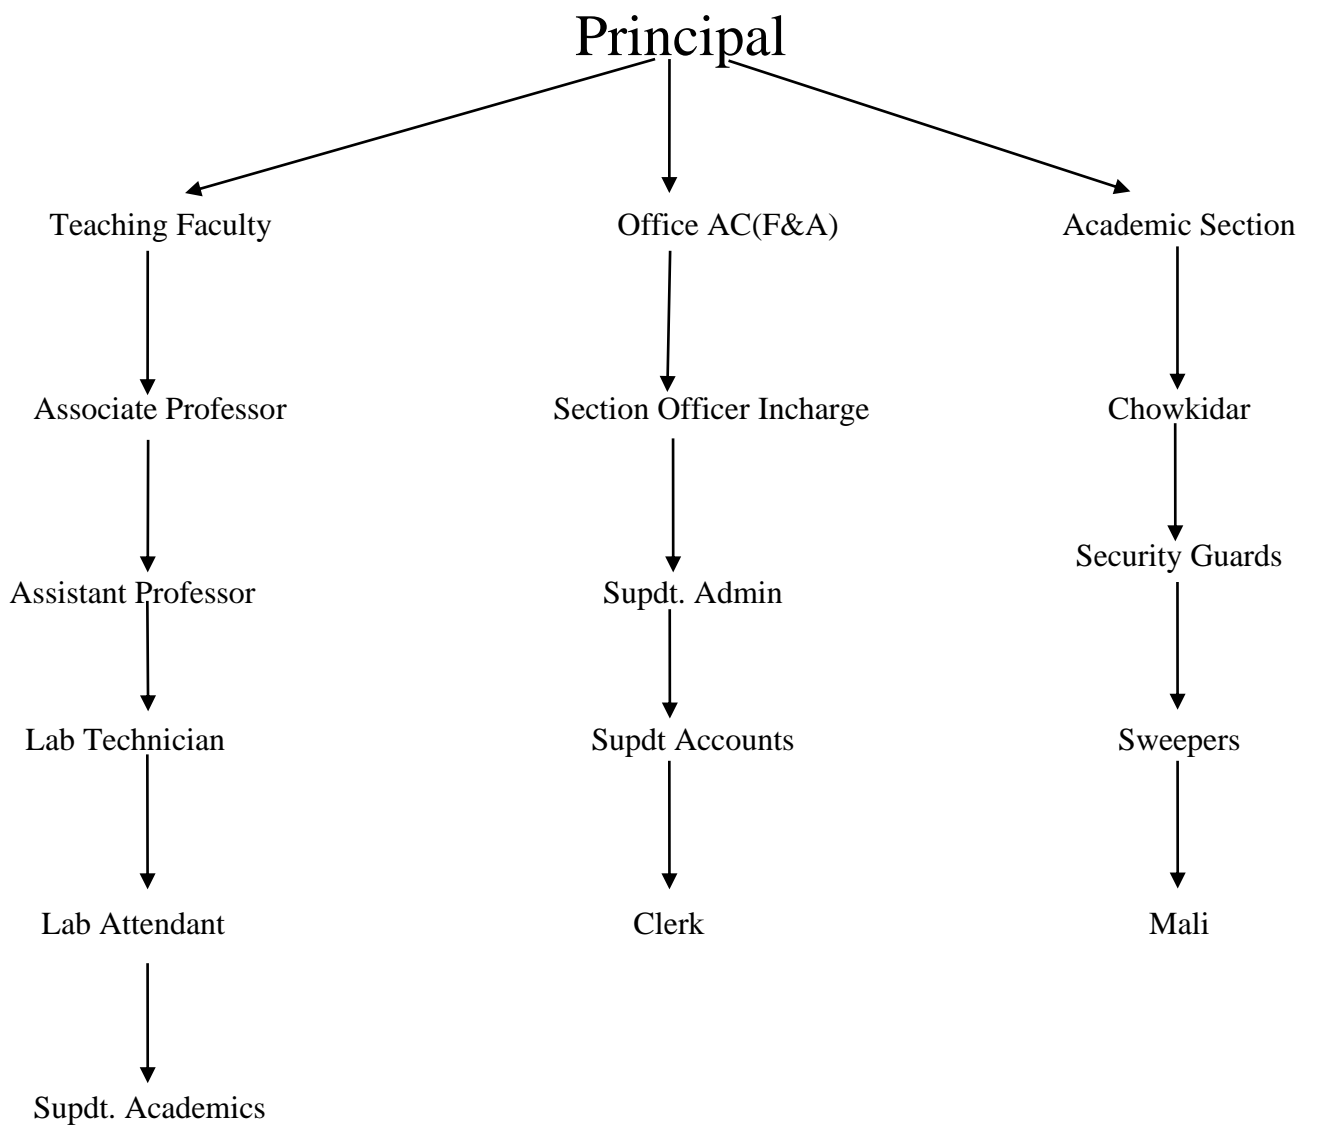 Principal
Teaching Faculty
Office AC(F&A)
Academic Section
Associate Professor
Section Officer Incharge
Chowkidar
Security Guards
Assistant Professor
Supdt. Admin
Lab Technician
Supdt Accounts
Sweepers
Lab Attendant
Clerk
Mali
Supdt. Academics